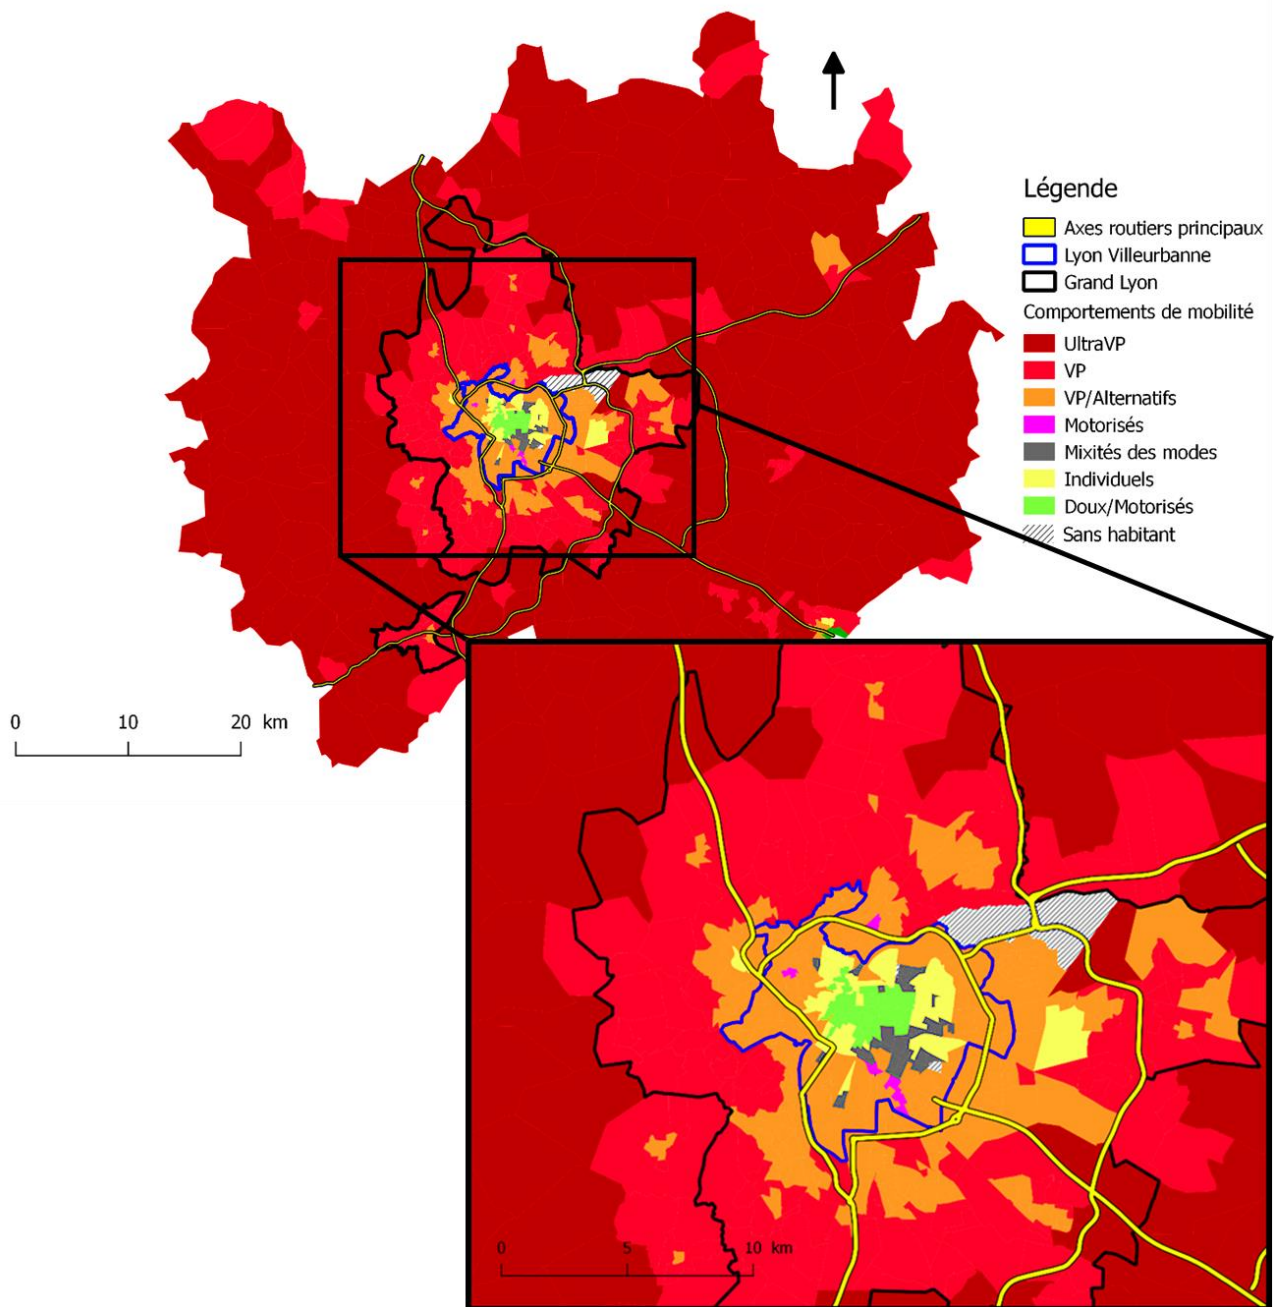 Légende
Axes routiers principaux
Lyon Villeurbanne
Grand Lyon
Comportements de mobilité
UltraVP
VP
VP/Alternatifs
Motorisés
Mixités des modes
Individuels
Doux/Motorisés
Sans habitant
0 10 20 km
0 5 10 km